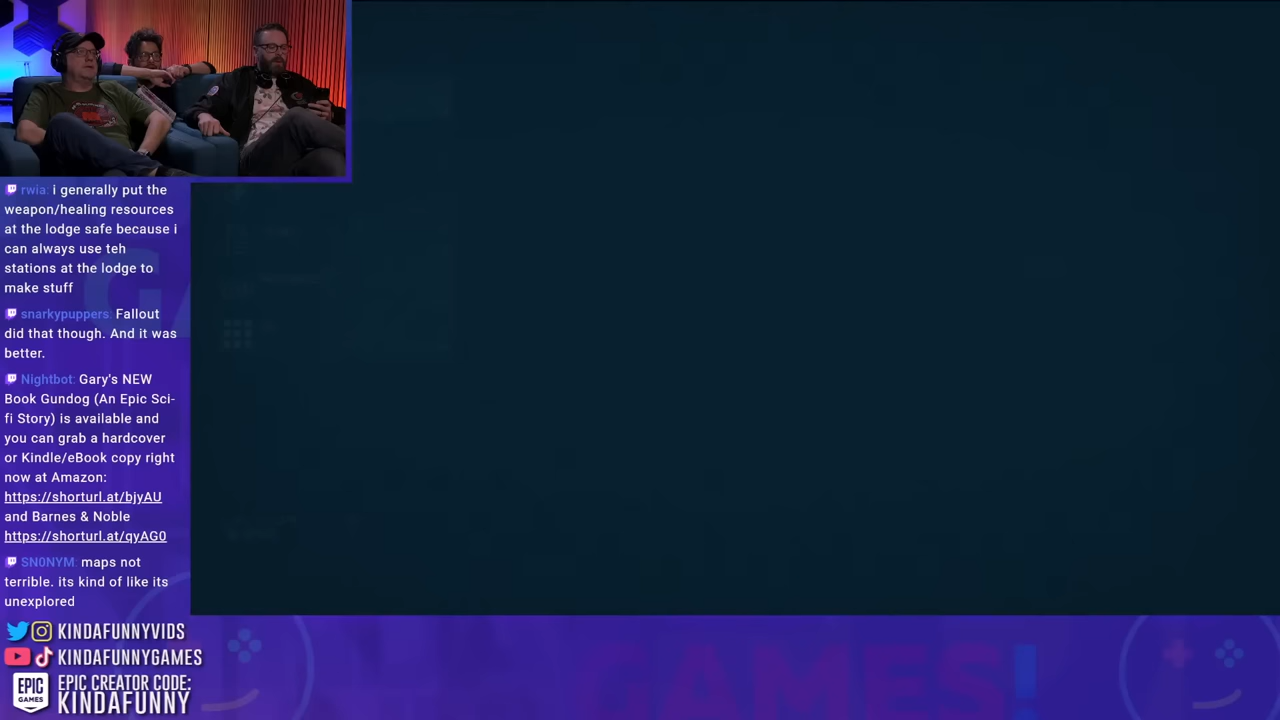 rwia: i generally put the
weapon/healing resources
at the lodge safe because i
can always use teh
stations at the lodge to
make stuff
snarkypuppers: Fallout
did that though. And it was
better.
Nightbot: Gary's NEW
Book Gundog (An Epic Sci-
fi Story) is available and
you can grab a hardcover
or Kindle/eBook copy right
now at Amazon:
https://shorturl.at/bjyAU
and Barnes & Noble
https://shorturl.at/qyAG0
SN0NYM: maps not
terrible. its kind of like its
unexplored
KINDAFUNNYVIDS
KINDAFUNNYGAMES
EPIC GAMES
EPIC CREATOR CODE:
KINDAFUNNY
GAMES!